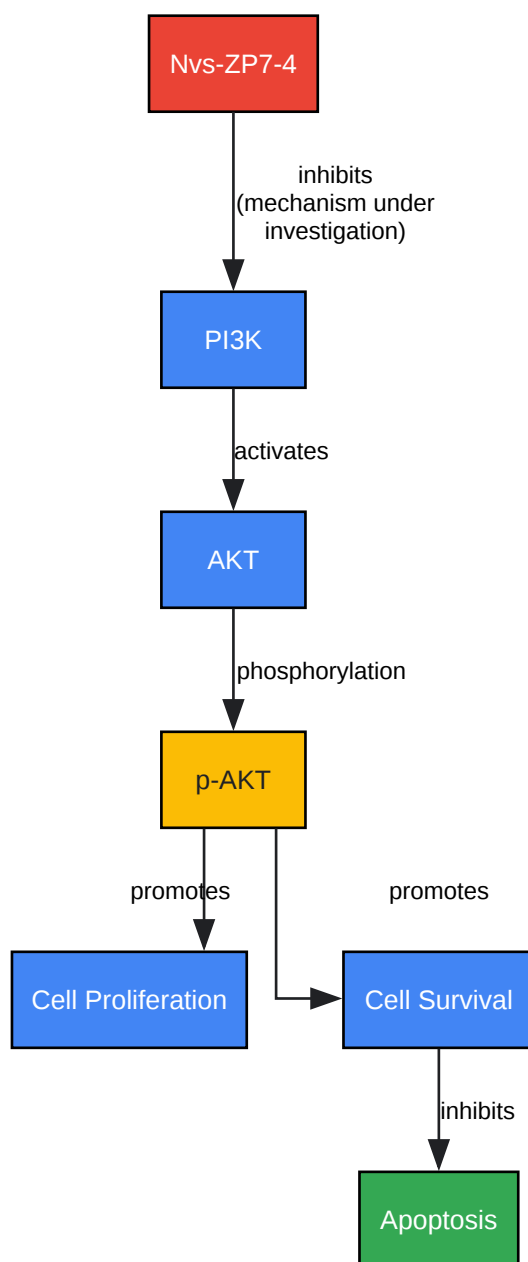 Nvs-ZP7-4
inhibits
(mechanism under
investigation)
PI3K
activates
AKT
phosphorylation
p-AKT
promotes
promotes
Cell Proliferation
Cell Survival
inhibits
Apoptosis